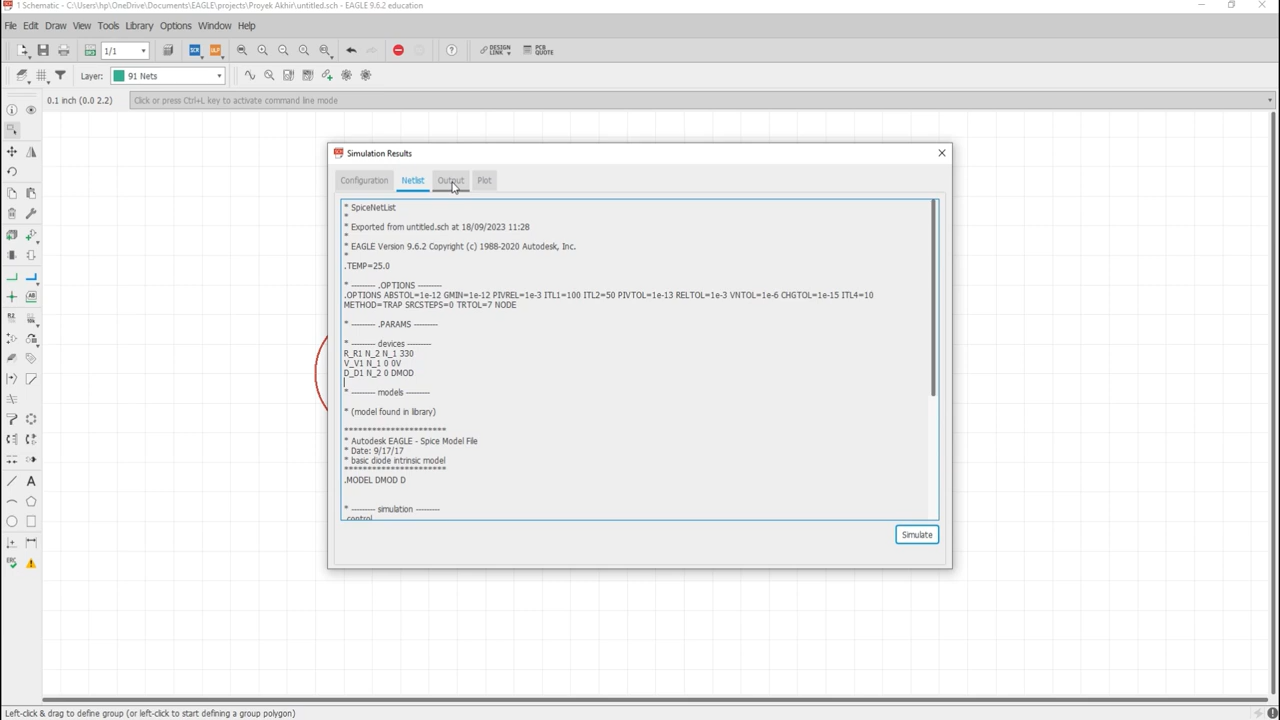 1 Schematic - C:\Users\hp\OneDrive\Documents\EAGLE\projects\Proyek Akhir\untitled.sch - EAGLE 9.6.2 education
File Edit Draw View Tools Library Options Window Help
1/1
SCR ULP
DESIGN LINK
PCB QUOTE
Layer: 91 Nets
0.1 inch (0.0 2.2)
Click or press Ctrl+L key to activate command line mode
Simulation Results
Configuration Netlist Output Plot
* SpiceNetList
*
* Exported from untitled.sch at 18/09/2023 11:28
*
* EAGLE Version 9.6.2 Copyright (c) 1988-2020 Autodesk, Inc.
*
.TEMP=25.0
* --------- .OPTIONS ---------
.OPTIONS ABSTOL=1e-12 GMIN=1e-12 PIVREL=1e-3 ITL1=100 ITL2=50 PIVTOL=1e-13 RELTOL=1e-3 VNTOL=1e-6 CHGTOL=1e-15 ITL4=10
METHOD=TRAP SRCSTEPS=0 TRTOL=7 NODE
* --------- .PARAMS ---------
* --------- devices ---------
R_R1 N_2 N_1 330
V_V1 N_1 0 0V
D_D1 N_2 0 DMOD
* --------- models ---------
* (model found in library)
**********************
* Autodesk EAGLE - Spice Model File
* Date: 9/17/17
* basic diode intrinsic model
**********************
.MODEL DMOD D
* --------- simulation ---------
.control
Simulate
ERC
Left-click & drag to define group (or left-click to start defining a group polygon)